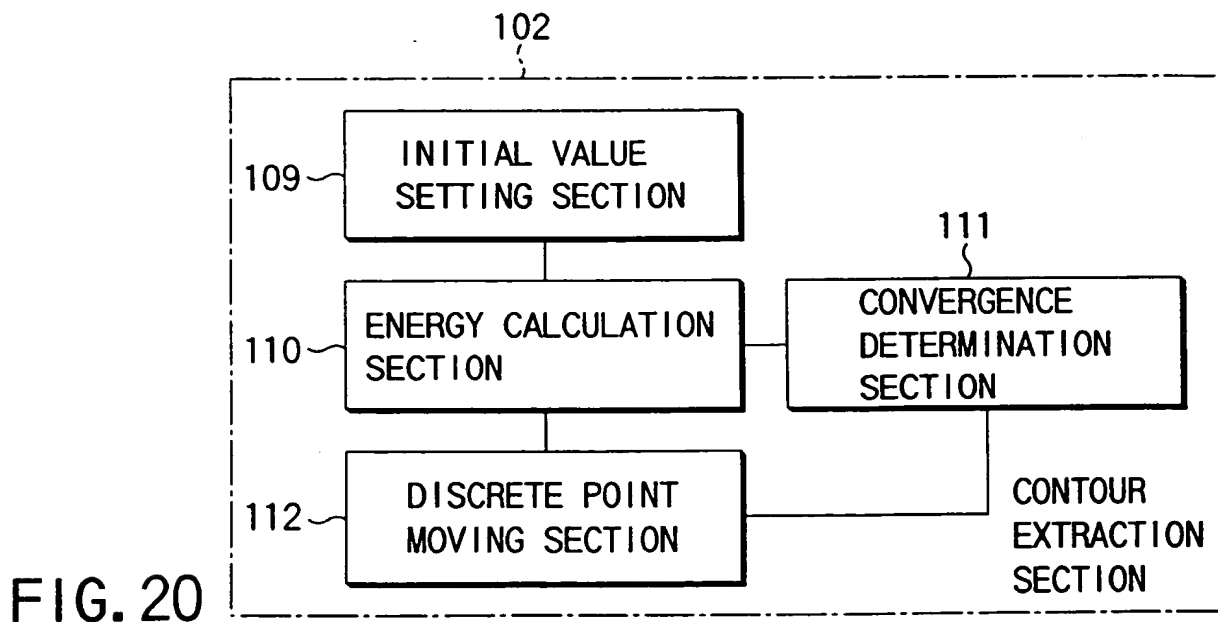 102
109
INITIAL VALUE
SETTING SECTION
111
110
ENERGY CALCULATION
SECTION
CONVERGENCE
DETERMINATION
SECTION
112
DISCRETE POINT
MOVING SECTION
CONTOUR
EXTRACTION
SECTION
FIG. 20